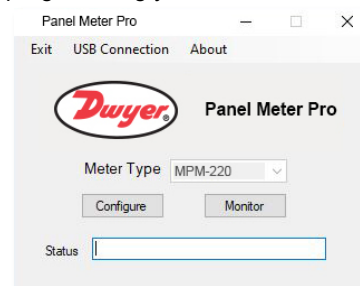 Panel Meter Pro
Exit USB Connection About
Dwyer® Panel Meter Pro
Meter Type MPM-220
Configure Monitor
Status